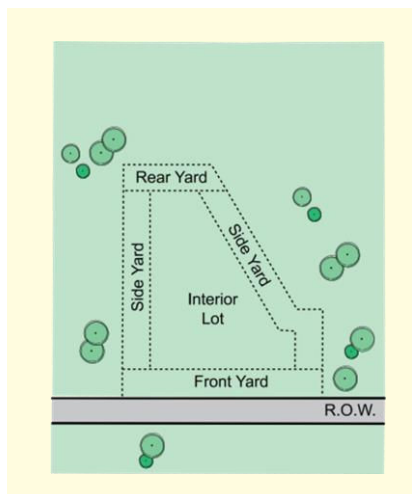 Rear Yard
Side Yard
Side Yard
Interior
Lot
Front Yard
R.O.W.